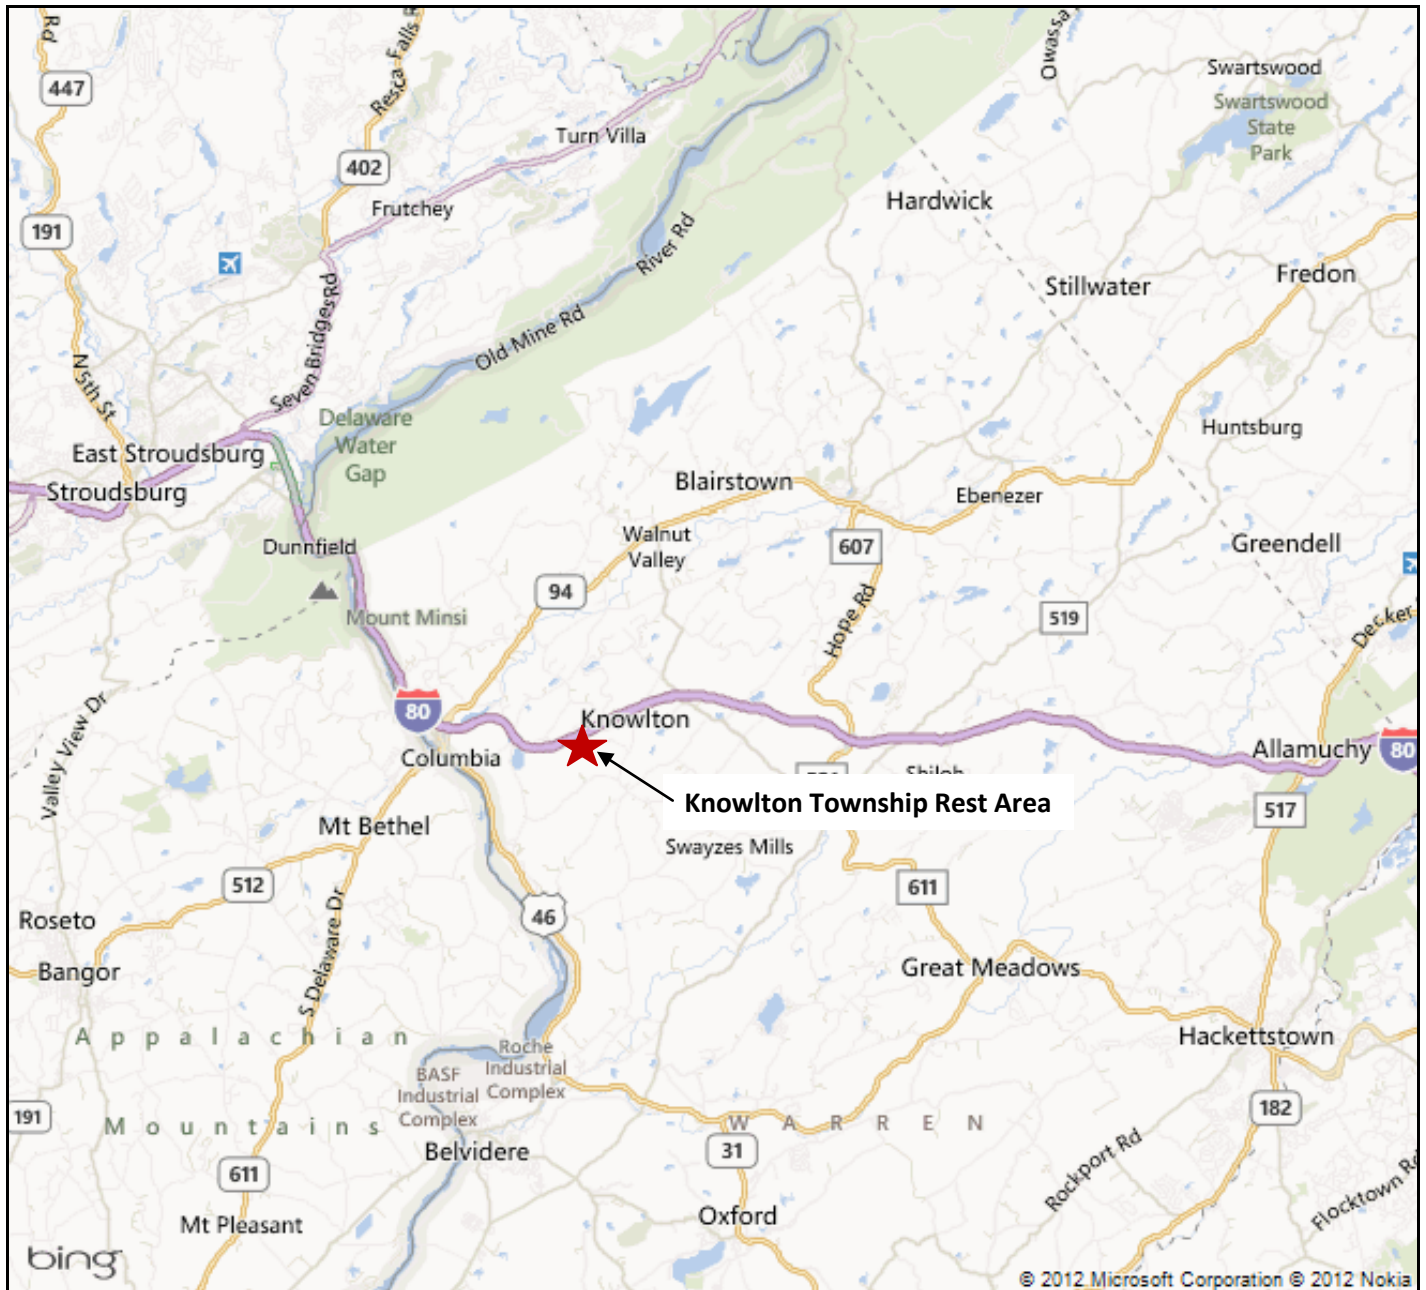 Rd
447
Resca Falls R
402
Turn Villa
Frutchey
191
Owassa
Swartswood
Swartswood
State
Park
Hardwick
River Rd
Stillwater
Fredon
Old Mine Rd
Seven Bridges Rd
N 5th St
Delaware
Water
Gap
Huntsburg
East Stroudsburg
Stroudsburg
Blairstown
Ebenezer
Walnut
Valley
607
Greendell
Dunnfield
94
Hope Rd
519
Mount Minsi
Decker
80
Knowlton
Columbia
Valley View Dr
Allamuchy
80
Shiloh
Knowlton Township Rest Area
517
Mt Bethel
Swayzes Mills
512
611
Roseto
46
S Delaware Dr
Bangor
Great Meadows
Appalachian
Hackettstown
Roche
Industrial
Complex
BASF
Industrial
Complex
191
Mountains
182
WARREN
31
Belvidere
Rockport Rd
611
Flocktown Rd
Mt Pleasant
Oxford
bing
© 2012 Microsoft Corporation © 2012 Nokia